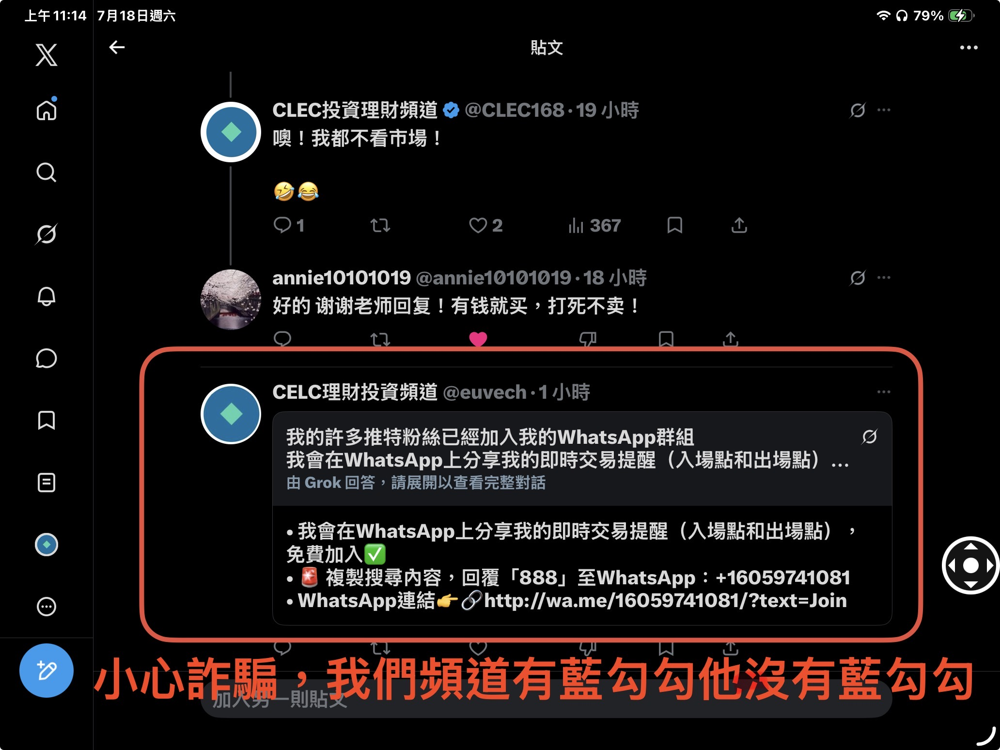 上午 11:14 7月18日週六
79%
貼文
CLEC投資理財頻道 @CLEC168 · 19 小時
噢！我都不看市場！
🤣😂
1 2 367
annie10101019 @annie10101019 · 18 小時
好的 谢谢老师回复！有钱就买，打死不卖！
CELC理財投資頻道 @euvech · 1 小時
我的許多推特粉絲已經加入我的WhatsApp群組
我會在WhatsApp上分享我的即時交易提醒（入場點和出場點）...
由 Grok 回答，請展開以查看完整對話
• 我會在WhatsApp上分享我的即時交易提醒（入場點和出場點），
免費加入✅
• 🚨 複製搜尋內容，回覆「888」至WhatsApp：+16059741081
• WhatsApp連結👉🔗http://wa.me/16059741081/?text=Join
小心詐騙，我們頻道有藍勾勾他沒有藍勾勾
加入另一則貼文